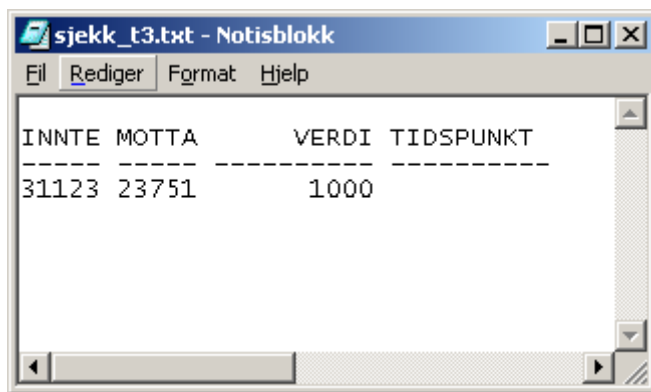 sjekk_t3.txt - Notisblokk
Fil Rediger Format Hjelp
INNTE MOTTA      VERDI TIDSPUNKT
----- ----- ---------- ----------
31123 23751       1000